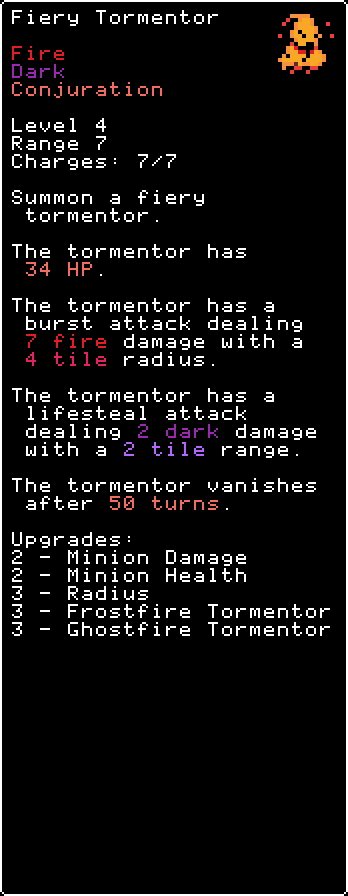 Fiery Tormentor
Fire
Dark
Conjuration
Level 4
Range 7
Charges: 7/7
Summon a fiery
tormentor.
The tormentor has
34 HP.
The tormentor has a
burst attack dealing
7 fire damage with a
4 tile radius.
The tormentor has a
lifesteal attack
dealing 2 dark damage
with a 2 tile range.
The tormentor vanishes
after 50 turns.
Upgrades:
2 - Minion Damage
2 - Minion Health
3 - Radius
3 - Frostfire Tormentor
3 - Ghostfire Tormentor